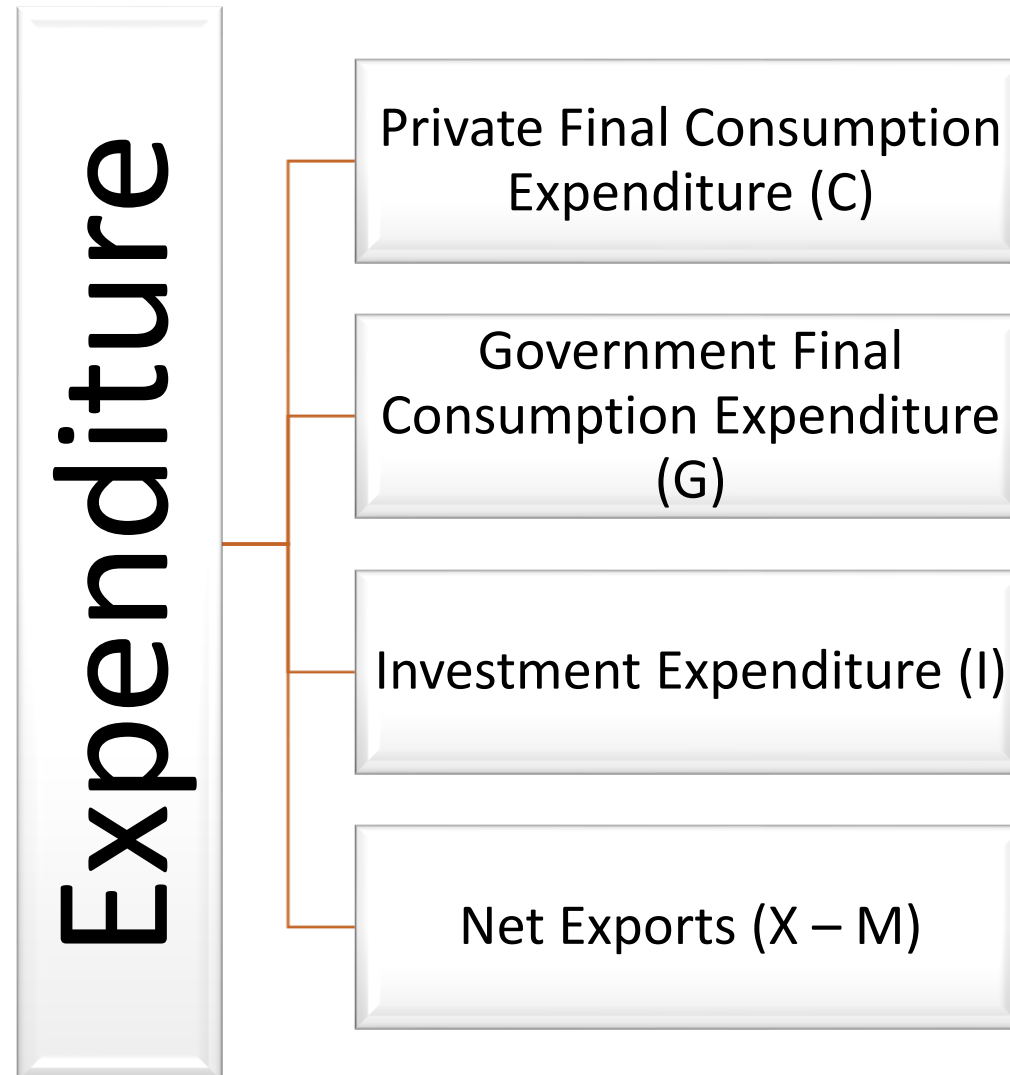 Expenditure
Private Final Consumption
Expenditure (C)
Government Final
Consumption Expenditure
(G)
Investment Expenditure (I)
Net Exports (X – M)